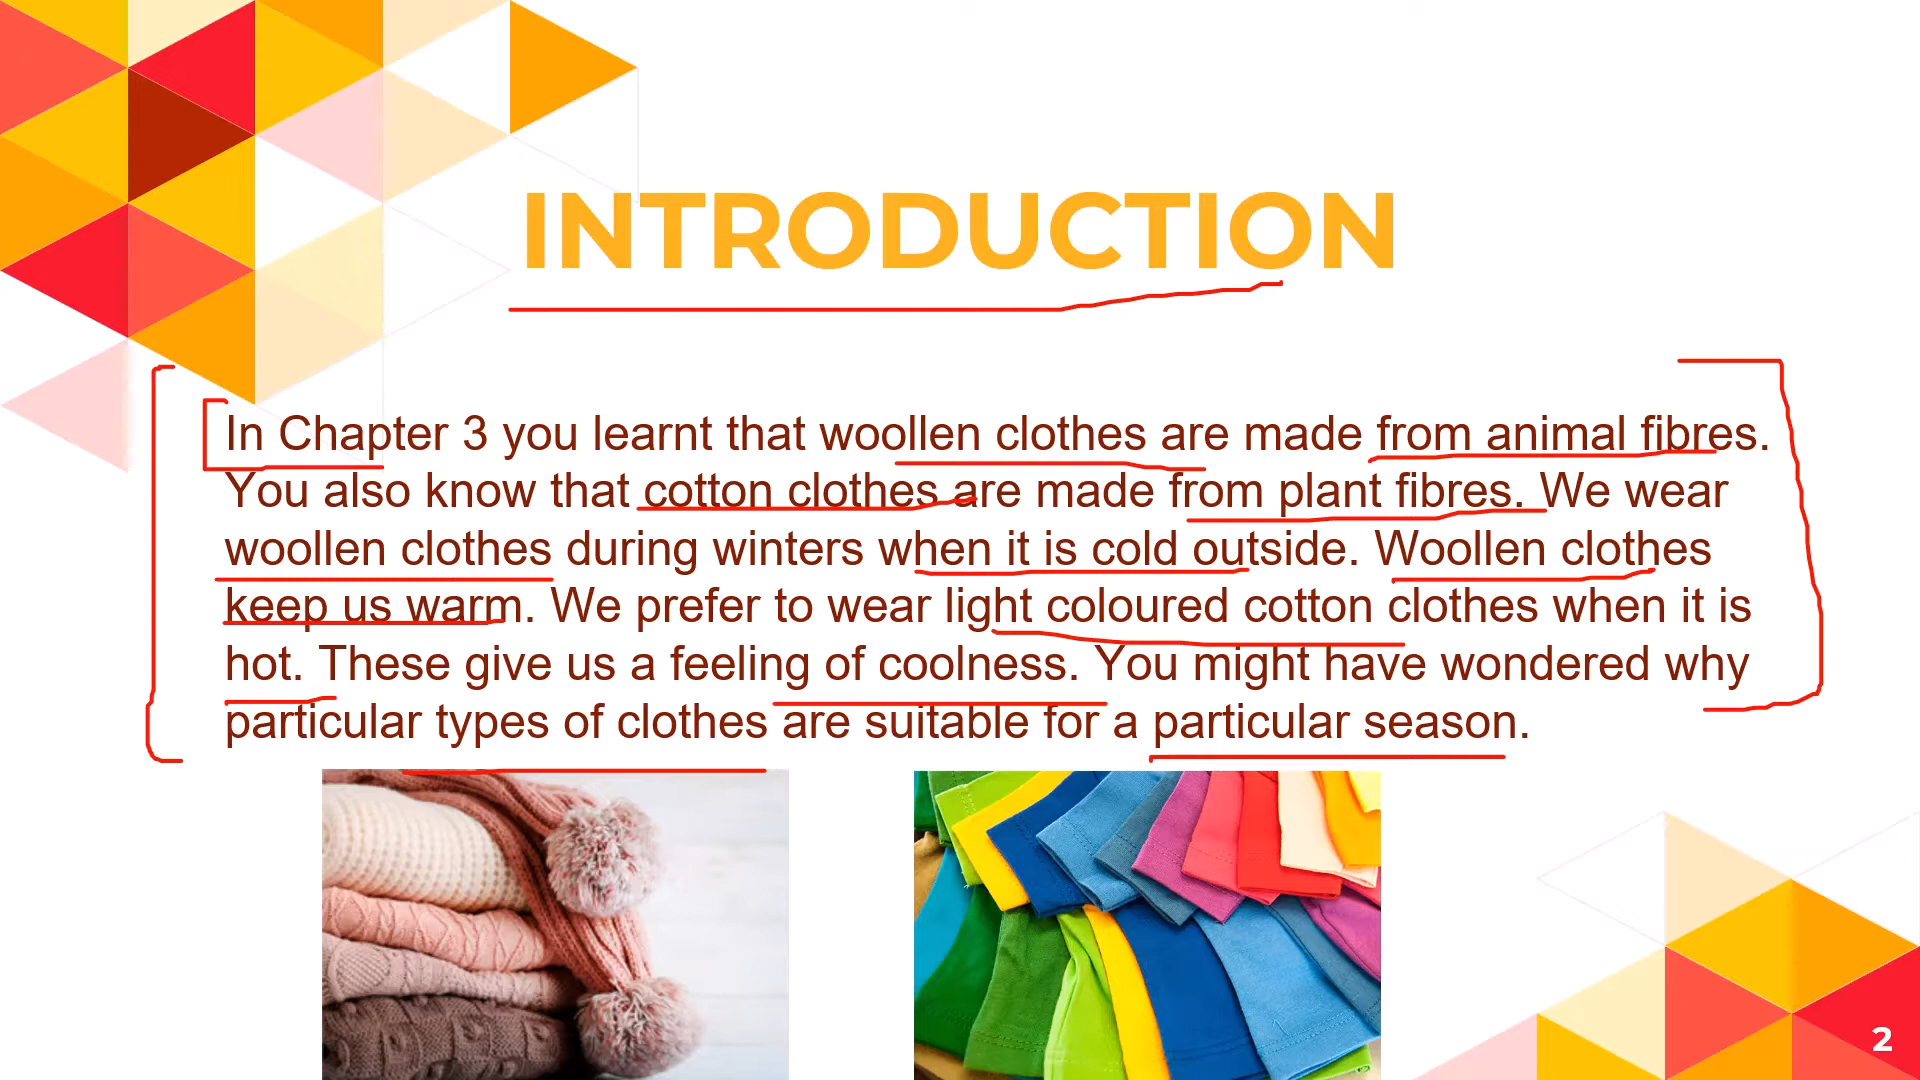 INTRODUCTION
In Chapter 3 you learnt that woollen clothes are made from animal fibres.
You also know that cotton clothes are made from plant fibres. We wear
woollen clothes during winters when it is cold outside. Woollen clothes
keep us warm. We prefer to wear light coloured cotton clothes when it is
hot. These give us a feeling of coolness. You might have wondered why
particular types of clothes are suitable for a particular season.
2